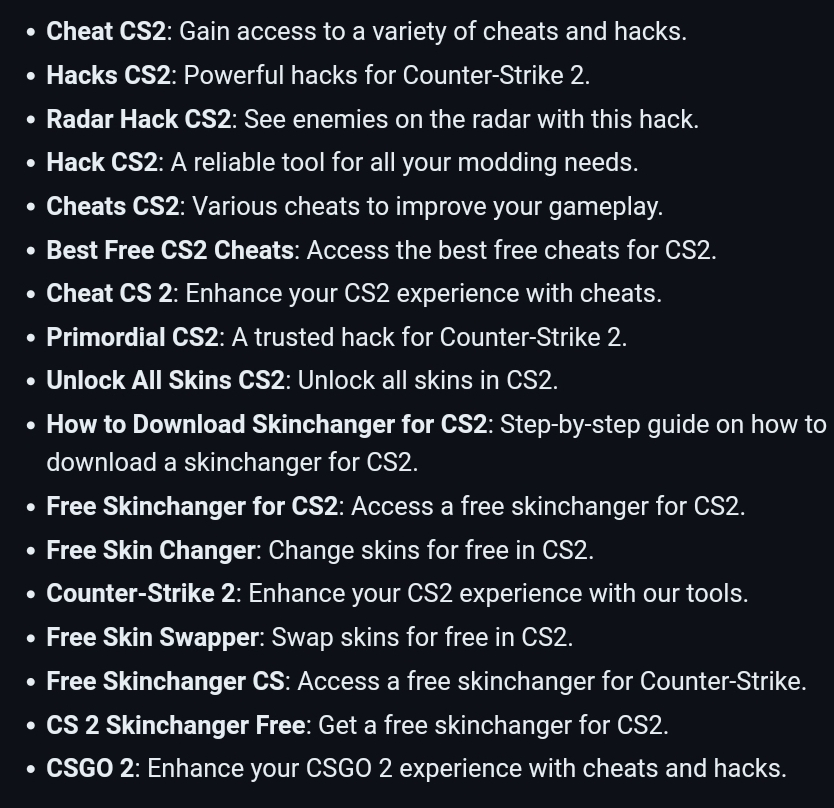 • Cheat CS2: Gain access to a variety of cheats and hacks.
• Hacks CS2: Powerful hacks for Counter-Strike 2.
• Radar Hack CS2: See enemies on the radar with this hack.
• Hack CS2: A reliable tool for all your modding needs.
• Cheats CS2: Various cheats to improve your gameplay.
• Best Free CS2 Cheats: Access the best free cheats for CS2.
• Cheat CS 2: Enhance your CS2 experience with cheats.
• Primordial CS2: A trusted hack for Counter-Strike 2.
• Unlock All Skins CS2: Unlock all skins in CS2.
• How to Download Skinchanger for CS2: Step-by-step guide on how to
download a skinchanger for CS2.
• Free Skinchanger for CS2: Access a free skinchanger for CS2.
• Free Skin Changer: Change skins for free in CS2.
• Counter-Strike 2: Enhance your CS2 experience with our tools.
• Free Skin Swapper: Swap skins for free in CS2.
• Free Skinchanger CS: Access a free skinchanger for Counter-Strike.
• CS 2 Skinchanger Free: Get a free skinchanger for CS2.
• CSGO 2: Enhance your CSGO 2 experience with cheats and hacks.